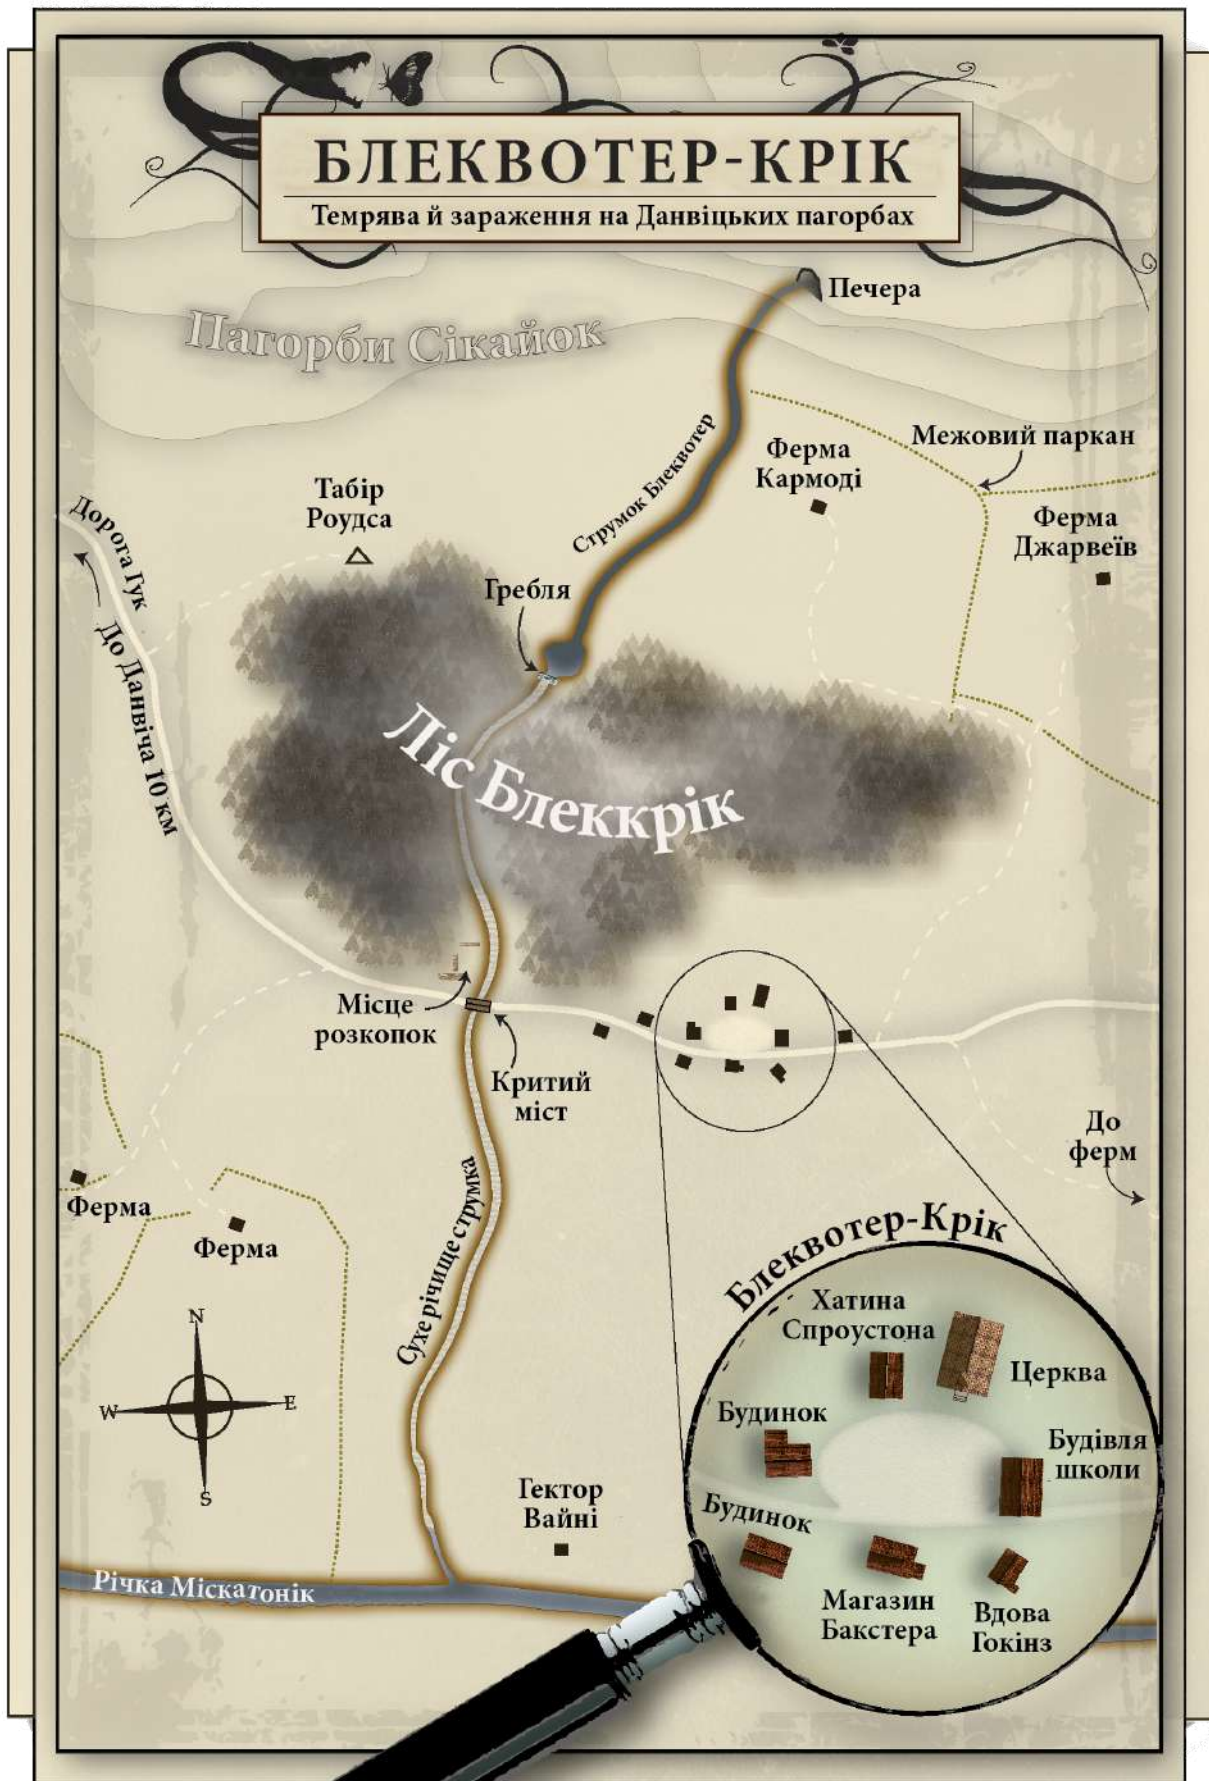 БЛЕКВОТЕР-КРІК
Темрява й зараження на Данвіцьких пагорбах
Печера
Пагорби Сікайок
Струмок Блеквотер
Ферма
Кармоді
Межовий паркан
Ферма
Джарвеїв
Табір
Роудса
Дорога Гук
До Данвіча 10 км
Гребля
Ліс Блеккрік
Місце
розкопок
Критий
міст
До
ферм
Ферма
Ферма
Сухе річище струмка
N
W
E
S
Гектор
Вайні
Річка Міскатонік
Блеквотер-Крік
Хатина
Спроустона
Церква
Будинок
Будівля
школи
Будинок
Магазин
Бакстера
Вдова
Гокінз